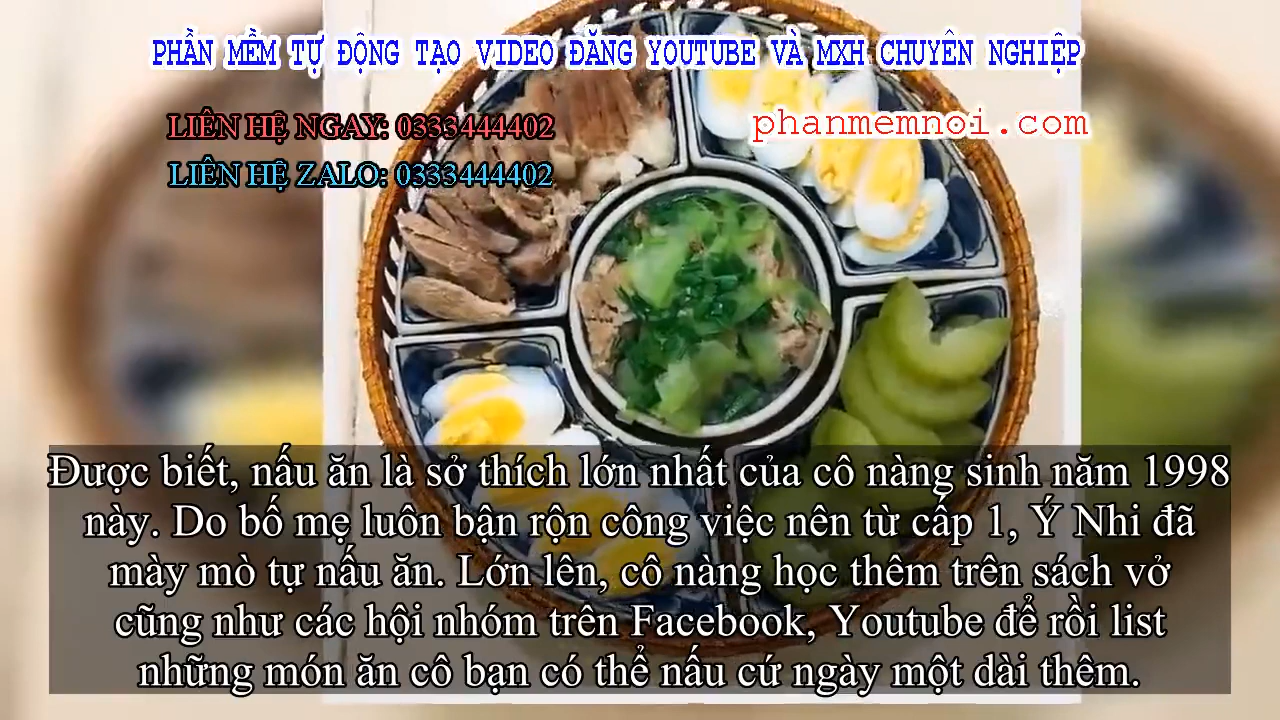 PHẦN MỀM TỰ ĐỘNG TẠO VIDEO ĐĂNG YOUTUBE VÀ MXH CHUYÊN NGHIỆP
LIÊN HỆ NGAY: 0333444402
phanmemnoi.com
LIÊN HỆ ZALO: 0333444402
Được biết, nấu ăn là sở thích lớn nhất của cô nàng sinh năm 1998
này. Do bố mẹ luôn bận rộn công việc nên từ cấp 1, Ý Nhi đã
mày mò tự nấu ăn. Lớn lên, cô nàng học thêm trên sách vở
cũng như các hội nhóm trên Facebook, Youtube để rồi list
những món ăn cô bạn có thể nấu cứ ngày một dài thêm.